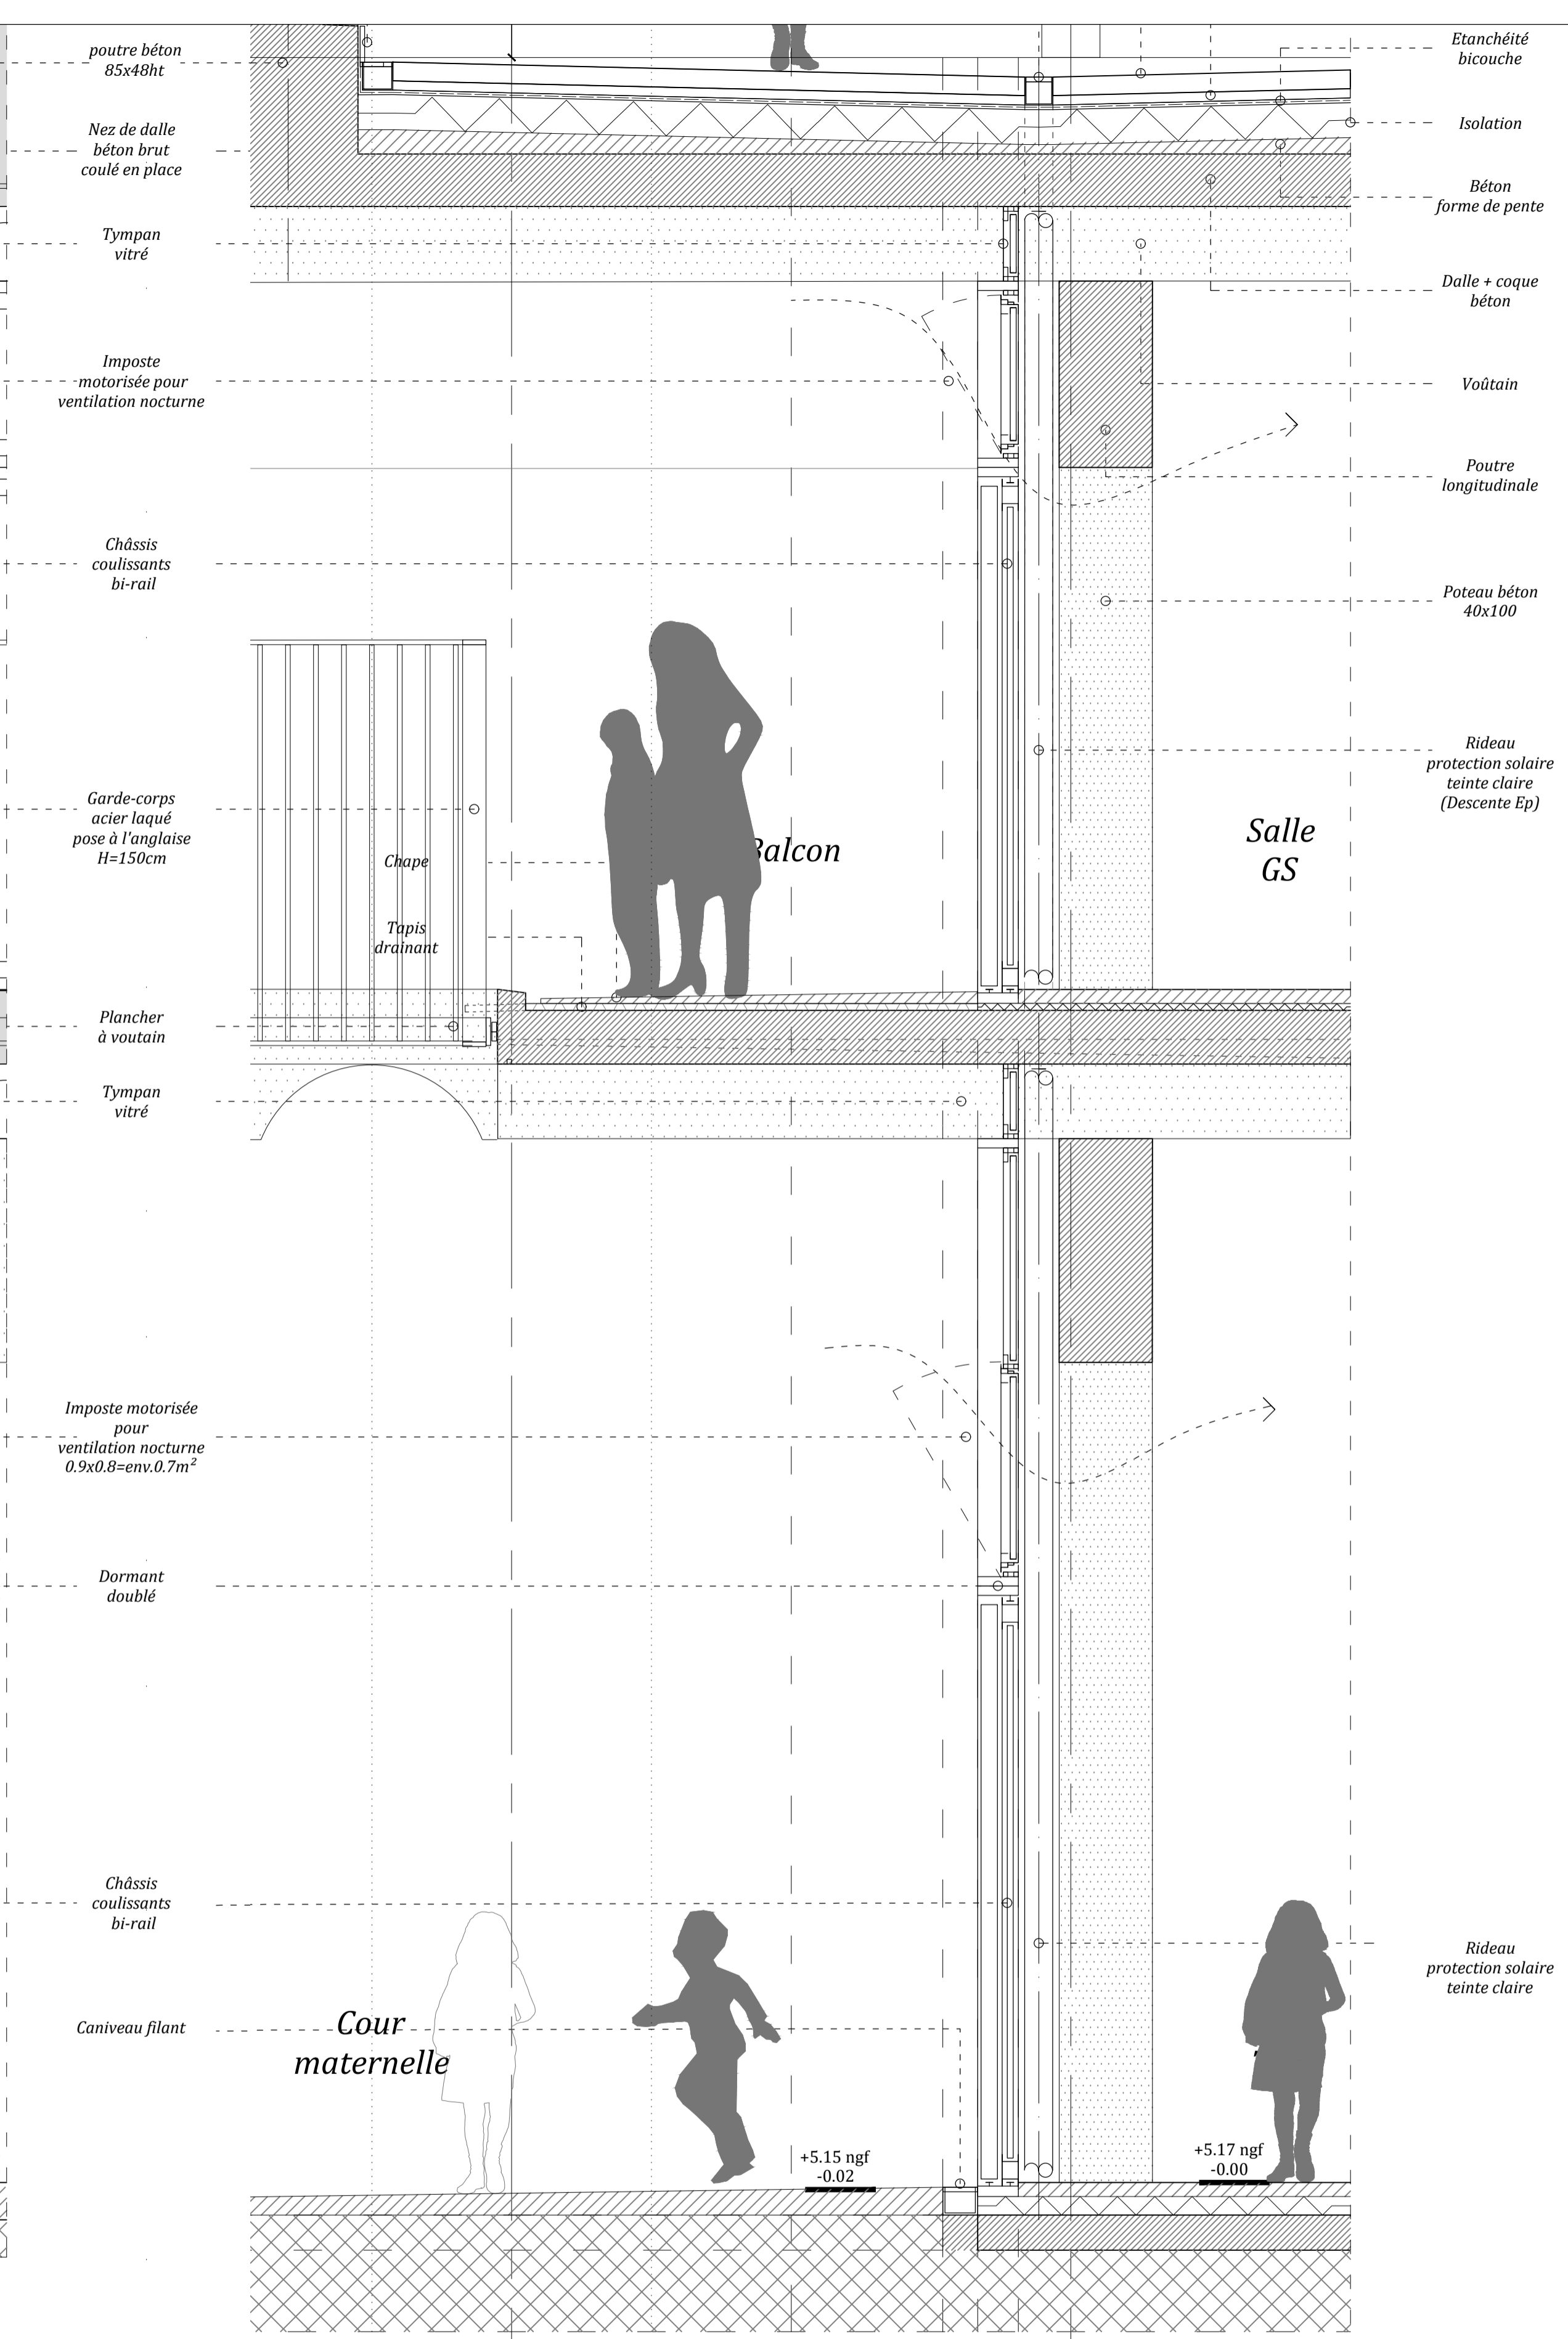 poutre béton
85x48ht
Nez de dalle
béton brut
coulé en place
Tympan
vitré
Imposte
motorisée pour
ventilation nocturne
Châssis
coulissants
bi-rail
Garde-corps
acier laqué
pose à l'anglaise
H=150cm
Chape
Tapis
drainant
Plancher
à voutain
Tympan
vitré
Imposte motorisée
pour
ventilation nocturne
0.9x0.8=env.0.7m²
Dormant
doublé
Châssis
coulissants
bi-rail
Caniveau filant
Balcon
Salle
GS
Cour
maternelle
+5.15 ngf
-0.02
+5.17 ngf
-0.00
Etanchéité
bicouche
Isolation
Béton
forme de pente
Dalle + coque
béton
Voûtain
Poutre
longitudinale
Poteau béton
40x100
Rideau
protection solaire
teinte claire
(Descente Ep)
Rideau
protection solaire
teinte claire